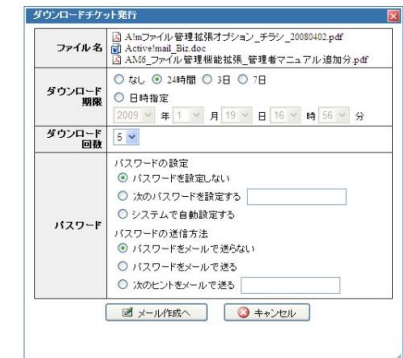 ダウンロードチケット発行
ファイル名
A!mファイル管理拡張オプション_チラシ_20080402.pdf
Active!mail_Biz.doc
AM6_ファイル管理機能拡張_管理者マニュアル追加分.pdf
ダウンロード
期限
なし 24時間 3日 7日
日時指定
2009 年 1 月 19 日 16 時 56 分
ダウンロード
回数
5
パスワード
パスワードの設定
パスワードを設定しない
次のパスワードを設定する
システムで自動設定する
パスワードの送信方法
パスワードをメールで送らない
パスワードをメールで送る
次のヒントをメールで送る
メール作成へ キャンセル